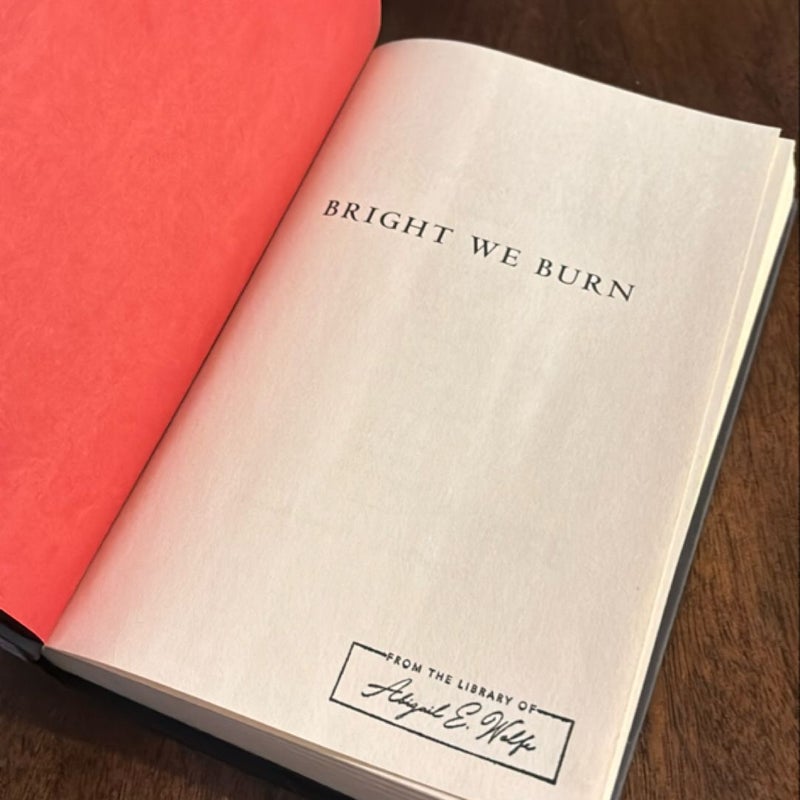 BRIGHT WE BURN
FROM THE LIBRARY OF
Abigail E. Wolfe